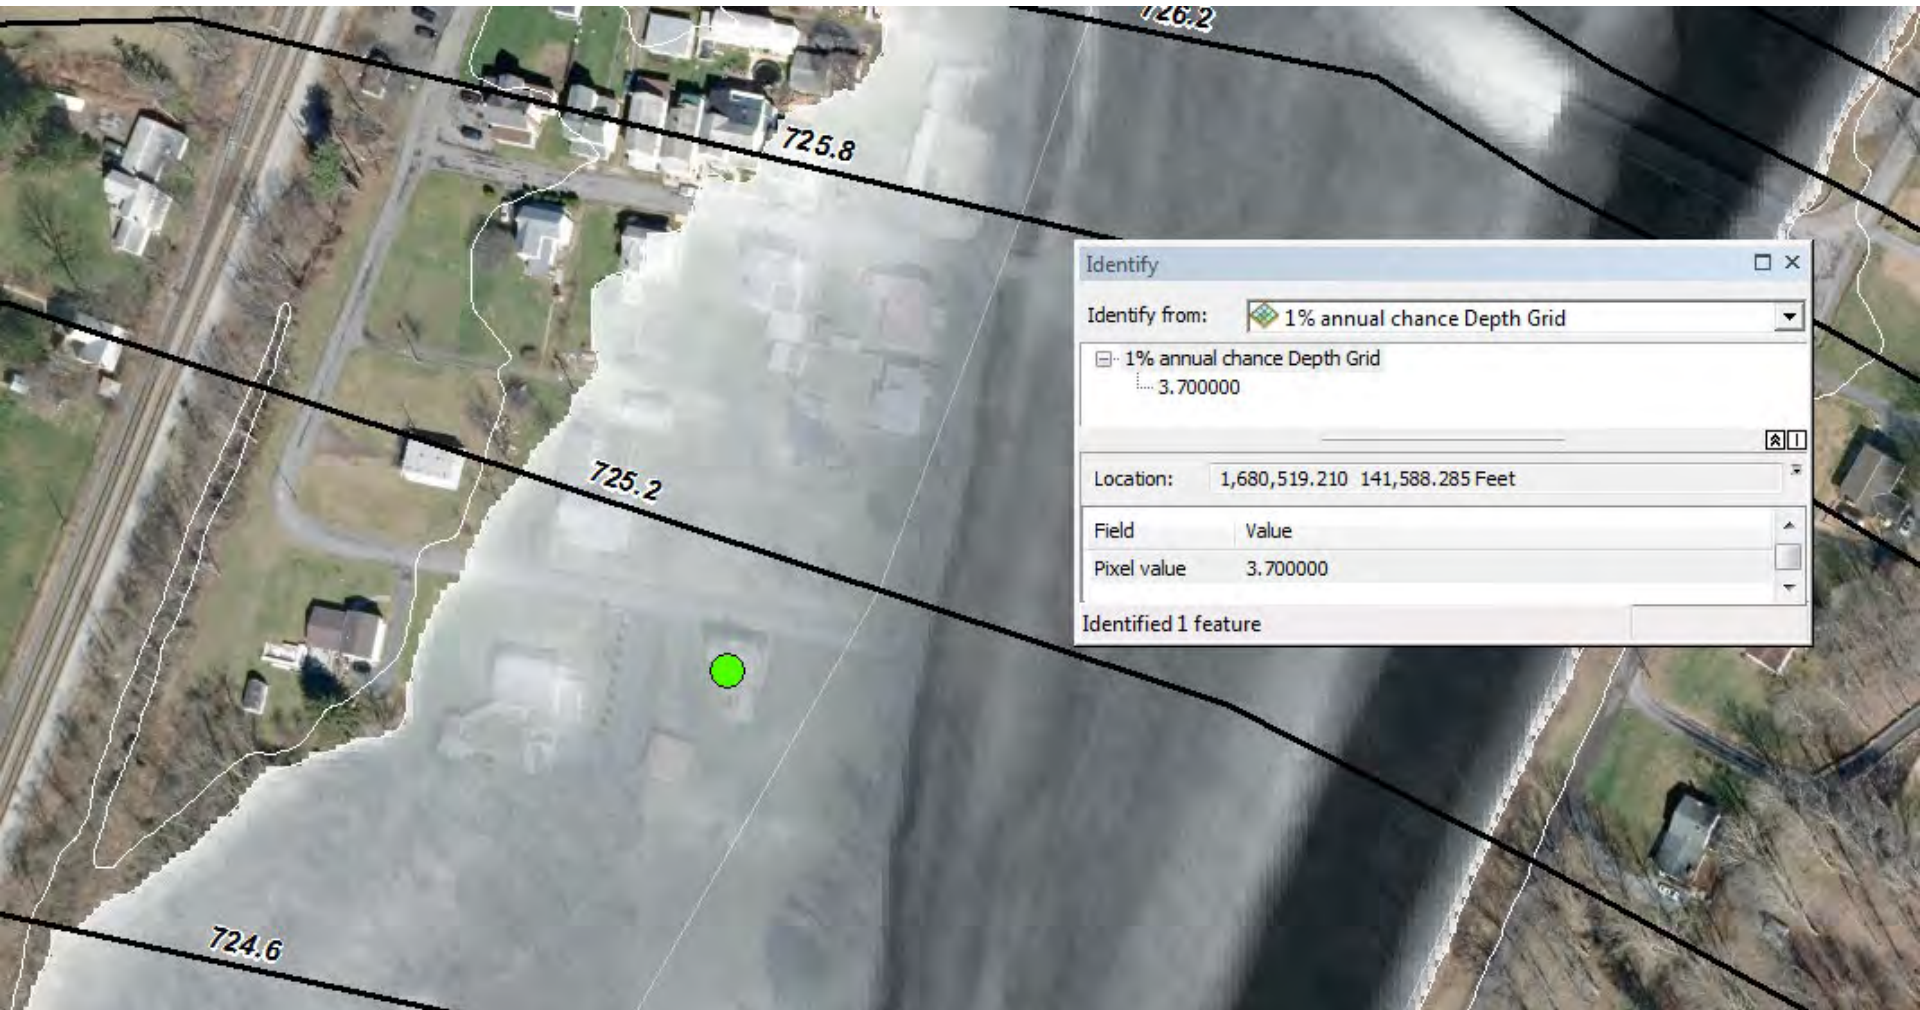 726.2
725.8
725.2
724.6
Identify
Identify from: 1% annual chance Depth Grid
1% annual chance Depth Grid
3.700000
Location: 1,680,519.210 141,588.285 Feet
Field Value
Pixel value 3.700000
Identified 1 feature